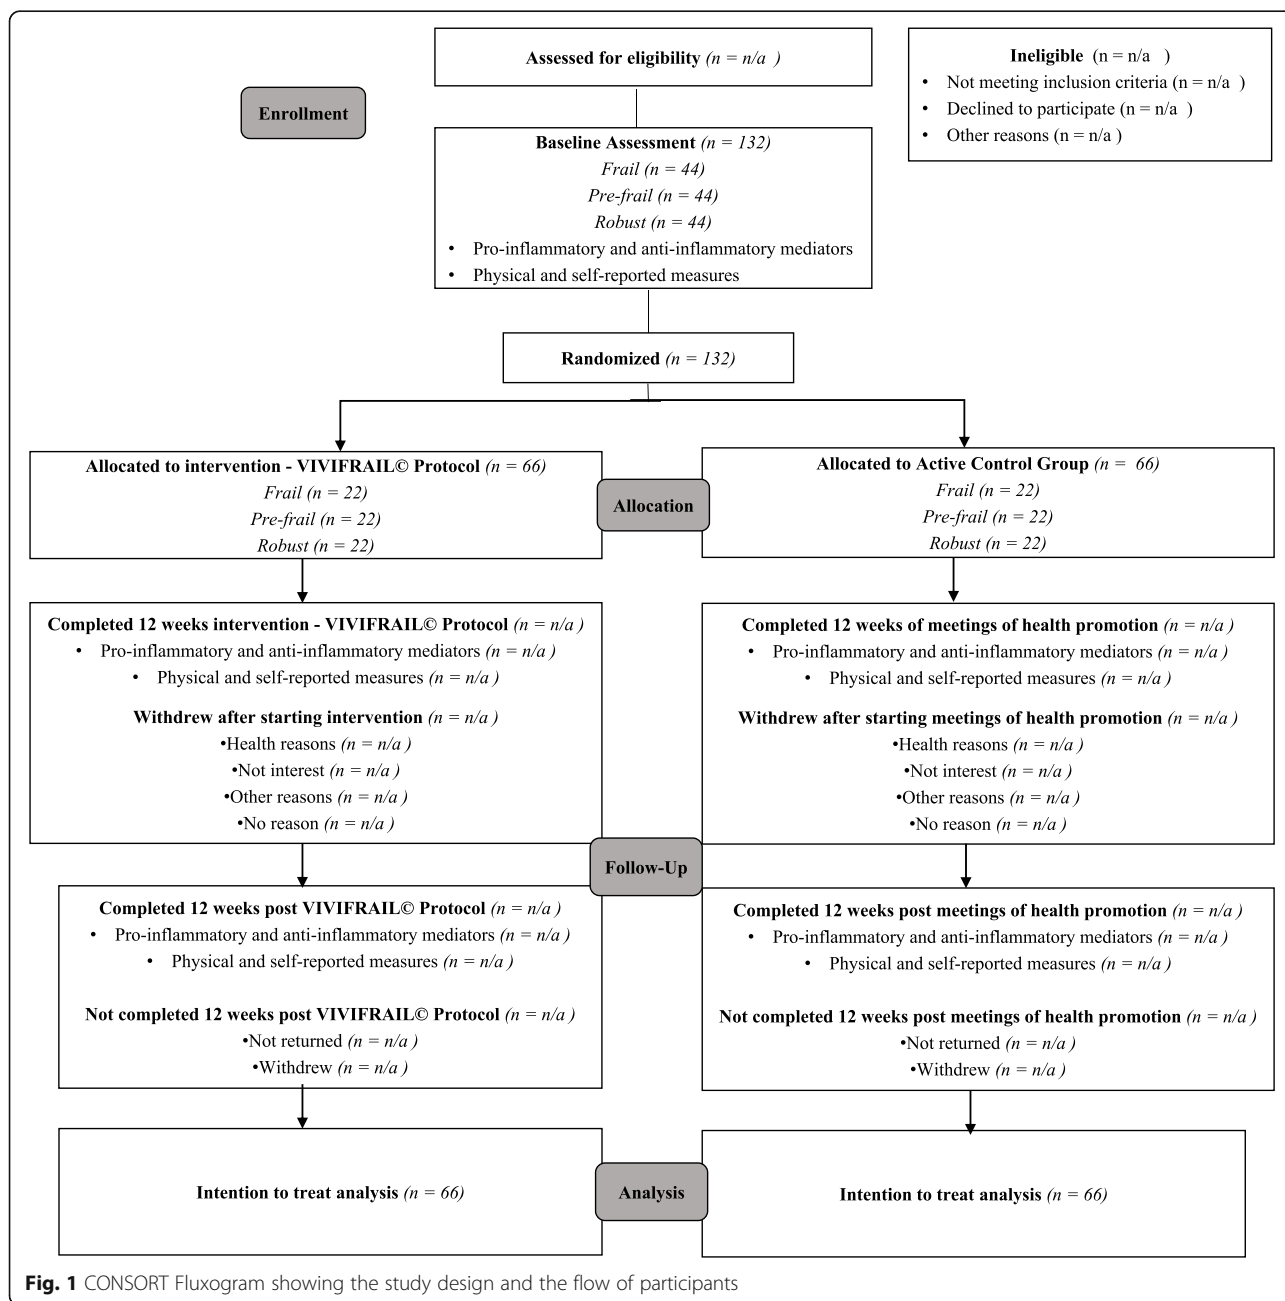 Assessed for eligibility (n = n/a )
Ineligible (n = n/a )
• Not meeting inclusion criteria (n = n/a )
• Declined to participate (n = n/a )
• Other reasons (n = n/a )
Enrollment
Baseline Assessment (n = 132)
Frail (n = 44)
Pre-frail (n = 44)
Robust (n = 44)
• Pro-inflammatory and anti-inflammatory mediators
• Physical and self-reported measures
Randomized (n = 132)
Allocated to intervention - VIVIFRAIL© Protocol (n = 66)
Frail (n = 22)
Pre-frail (n = 22)
Robust (n = 22)
Allocation
Allocated to Active Control Group (n = 66)
Frail (n = 22)
Pre-frail (n = 22)
Robust (n = 22)
Completed 12 weeks intervention - VIVIFRAIL© Protocol (n = n/a )
• Pro-inflammatory and anti-inflammatory mediators (n = n/a )
• Physical and self-reported measures (n = n/a )
Withdrew after starting intervention (n = n/a )
•Health reasons (n = n/a )
•Not interest (n = n/a )
•Other reasons (n = n/a )
•No reason (n = n/a )
Completed 12 weeks of meetings of health promotion (n = n/a )
• Pro-inflammatory and anti-inflammatory mediators (n = n/a )
• Physical and self-reported measures (n = n/a )
Withdrew after starting meetings of health promotion (n = n/a )
•Health reasons (n = n/a )
•Not interest (n = n/a )
•Other reasons (n = n/a )
•No reason (n = n/a )
Follow-Up
Completed 12 weeks post VIVIFRAIL© Protocol (n = n/a )
• Pro-inflammatory and anti-inflammatory mediators (n = n/a )
• Physical and self-reported measures (n = n/a )
Not completed 12 weeks post VIVIFRAIL© Protocol (n = n/a )
•Not returned (n = n/a )
•Withdrew (n = n/a )
Completed 12 weeks post meetings of health promotion (n = n/a )
• Pro-inflammatory and anti-inflammatory mediators (n = n/a )
• Physical and self-reported measures (n = n/a )
Not completed 12 weeks post meetings of health promotion (n = n/a )
•Not returned (n = n/a )
•Withdrew (n = n/a )
Intention to treat analysis (n = 66)
Analysis
Intention to treat analysis (n = 66)
Fig. 1 CONSORT Fluxogram showing the study design and the flow of participants